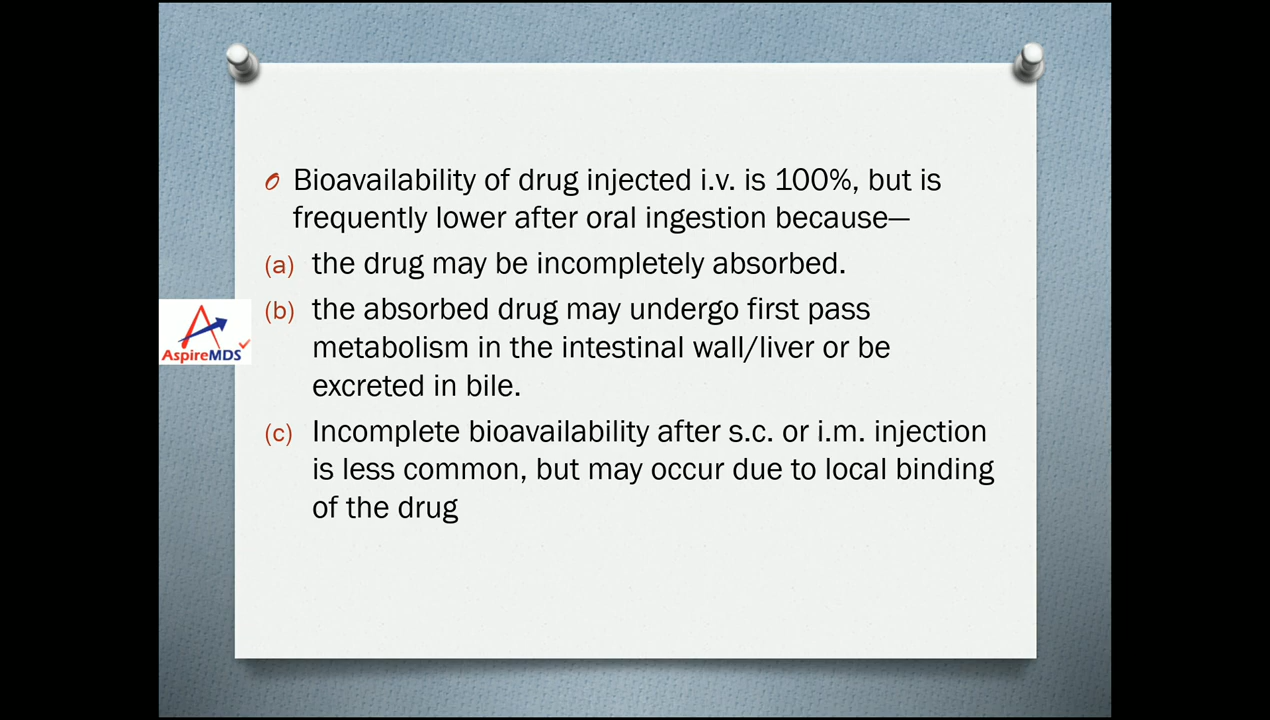 Bioavailability of drug injected i.v. is 100%, but is
frequently lower after oral ingestion because—
(a) the drug may be incompletely absorbed.
(b) the absorbed drug may undergo first pass
metabolism in the intestinal wall/liver or be
excreted in bile.
AspireMDS
(c) Incomplete bioavailability after s.c. or i.m. injection
is less common, but may occur due to local binding
of the drug